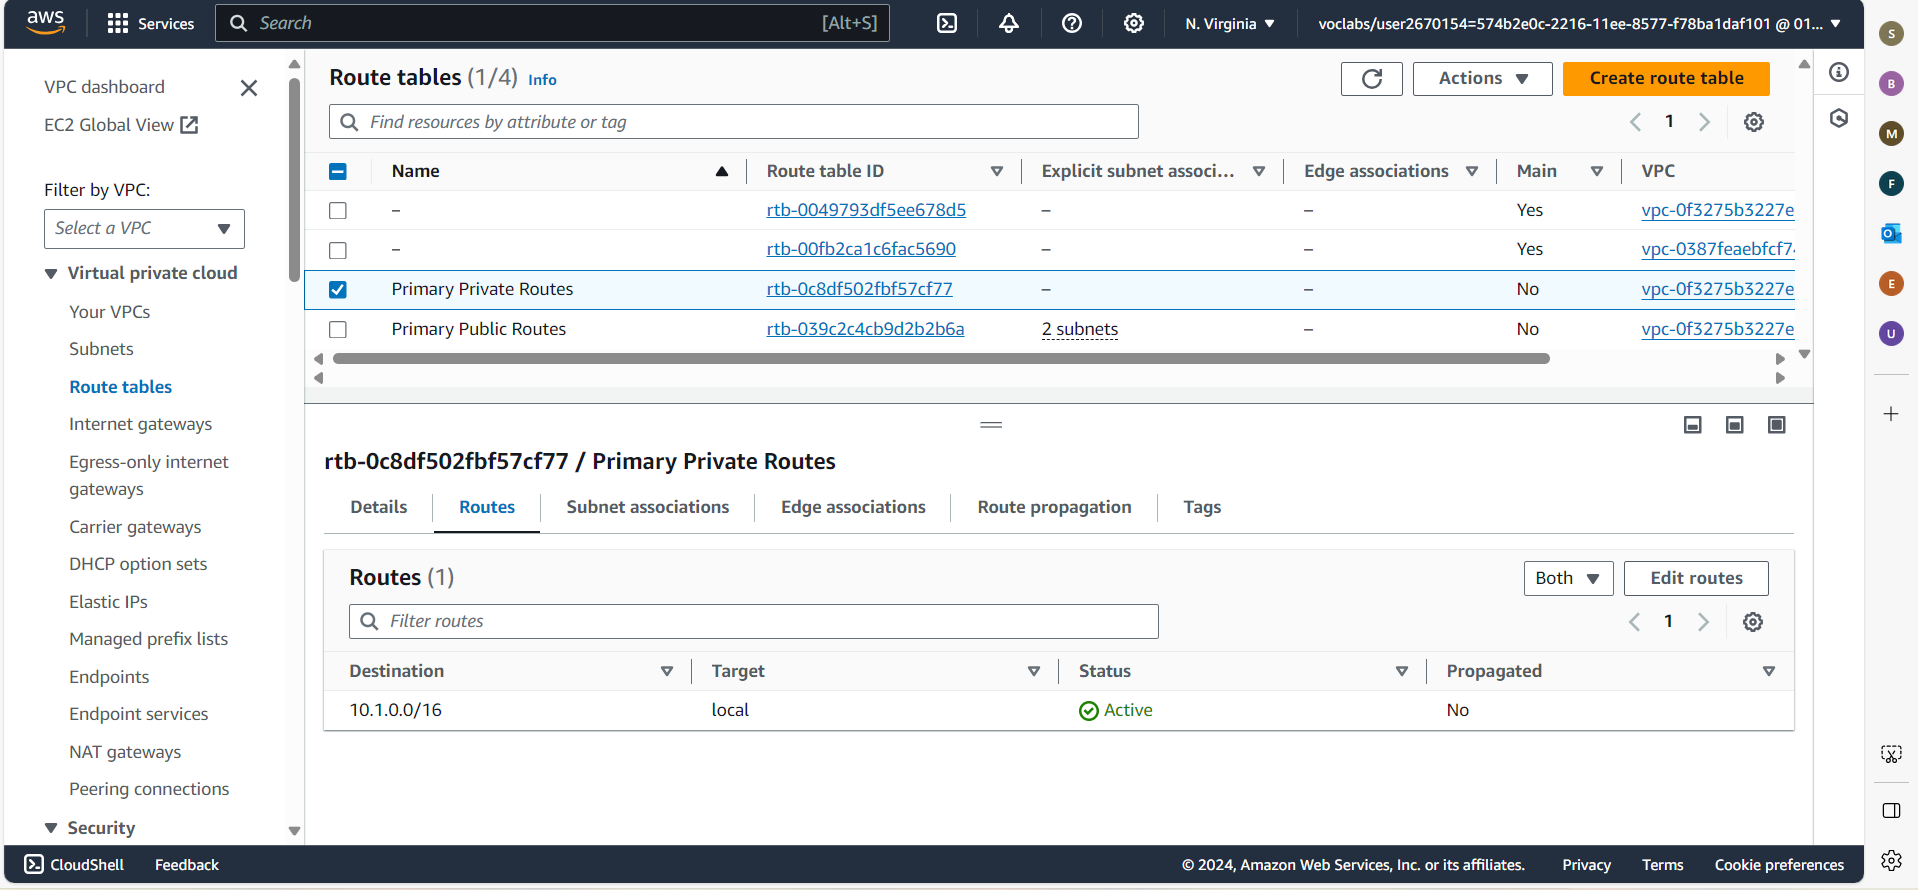 aws
Services
Search [Alt+S]
N. Virginia
voclabs/user2670154=574b2e0c-2216-11ee-8577-f78ba1daf101 @ 01...
VPC dashboard
EC2 Global View
Filter by VPC:
Select a VPC
Virtual private cloud
Your VPCs
Subnets
Route tables
Internet gateways
Egress-only internet
gateways
Carrier gateways
DHCP option sets
Elastic IPs
Managed prefix lists
Endpoints
Endpoint services
NAT gateways
Peering connections
Security
Route tables (1/4) Info
Actions
Create route table
Find resources by attribute or tag
1
Name Route table ID Explicit subnet associ... Edge associations Main VPC
– rtb-0049793df5ee678d5 – – Yes vpc-0f3275b3227e
– rtb-00fb2ca1c6fac5690 – – Yes vpc-0387feaebfcf74
Primary Private Routes rtb-0c8df502fbf57cf77 – – No vpc-0f3275b3227e
Primary Public Routes rtb-039c2c4cb9d2b2b6a 2 subnets – No vpc-0f3275b3227e
rtb-0c8df502fbf57cf77 / Primary Private Routes
Details Routes Subnet associations Edge associations Route propagation Tags
Routes (1)
Both
Edit routes
Filter routes
1
Destination Target Status Propagated
10.1.0.0/16 local Active No
CloudShell Feedback
© 2024, Amazon Web Services, Inc. or its affiliates. Privacy Terms Cookie preferences
S
B
M
F
E
U